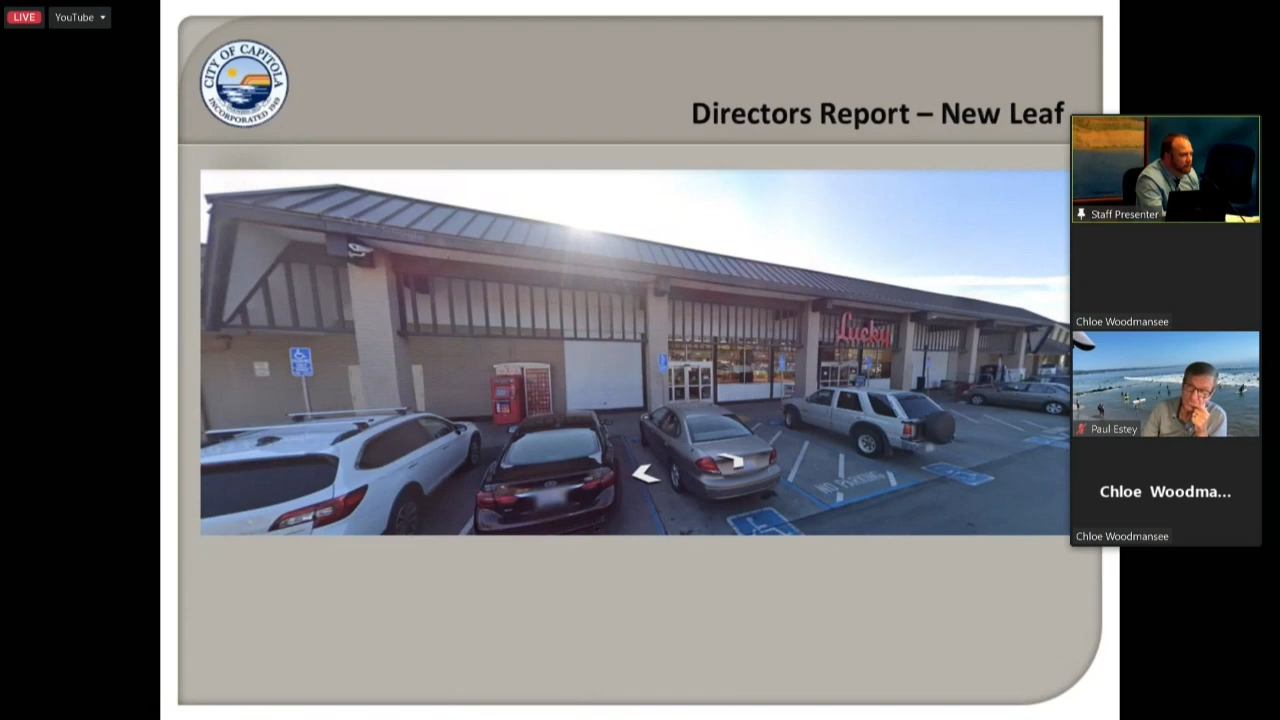 LIVE
YouTube
CITY OF CAPITOLA
INCORPORATED 1949
Directors Report – New Leaf
Lucky
NO PARKING
Staff Presenter
Chloe Woodmansee
Paul Estey
Chloe Woodma...
Chloe Woodmansee